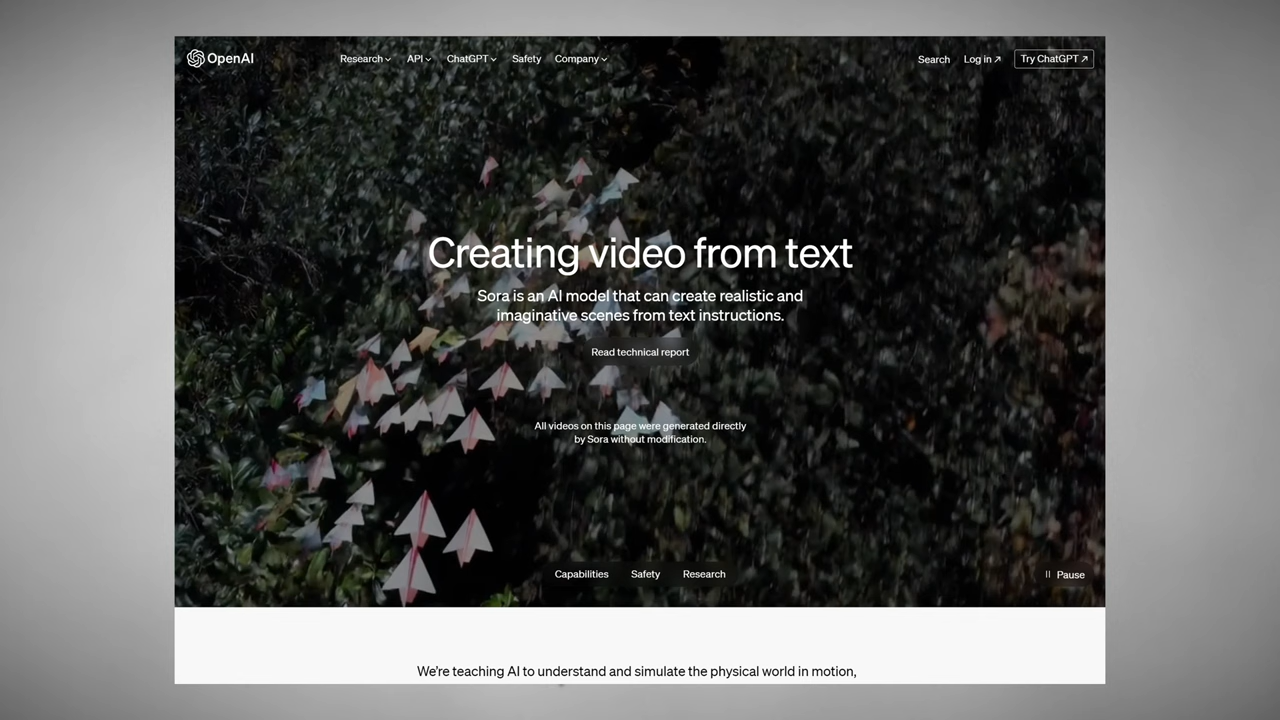 OpenAI
Research API ChatGPT Safety Company
Search Log in Try ChatGPT
Creating video from text
Sora is an AI model that can create realistic and
imaginative scenes from text instructions.
Read technical report
All videos on this page were generated directly
by Sora without modification.
Capabilities Safety Research
Pause
We're teaching AI to understand and simulate the physical world in motion,